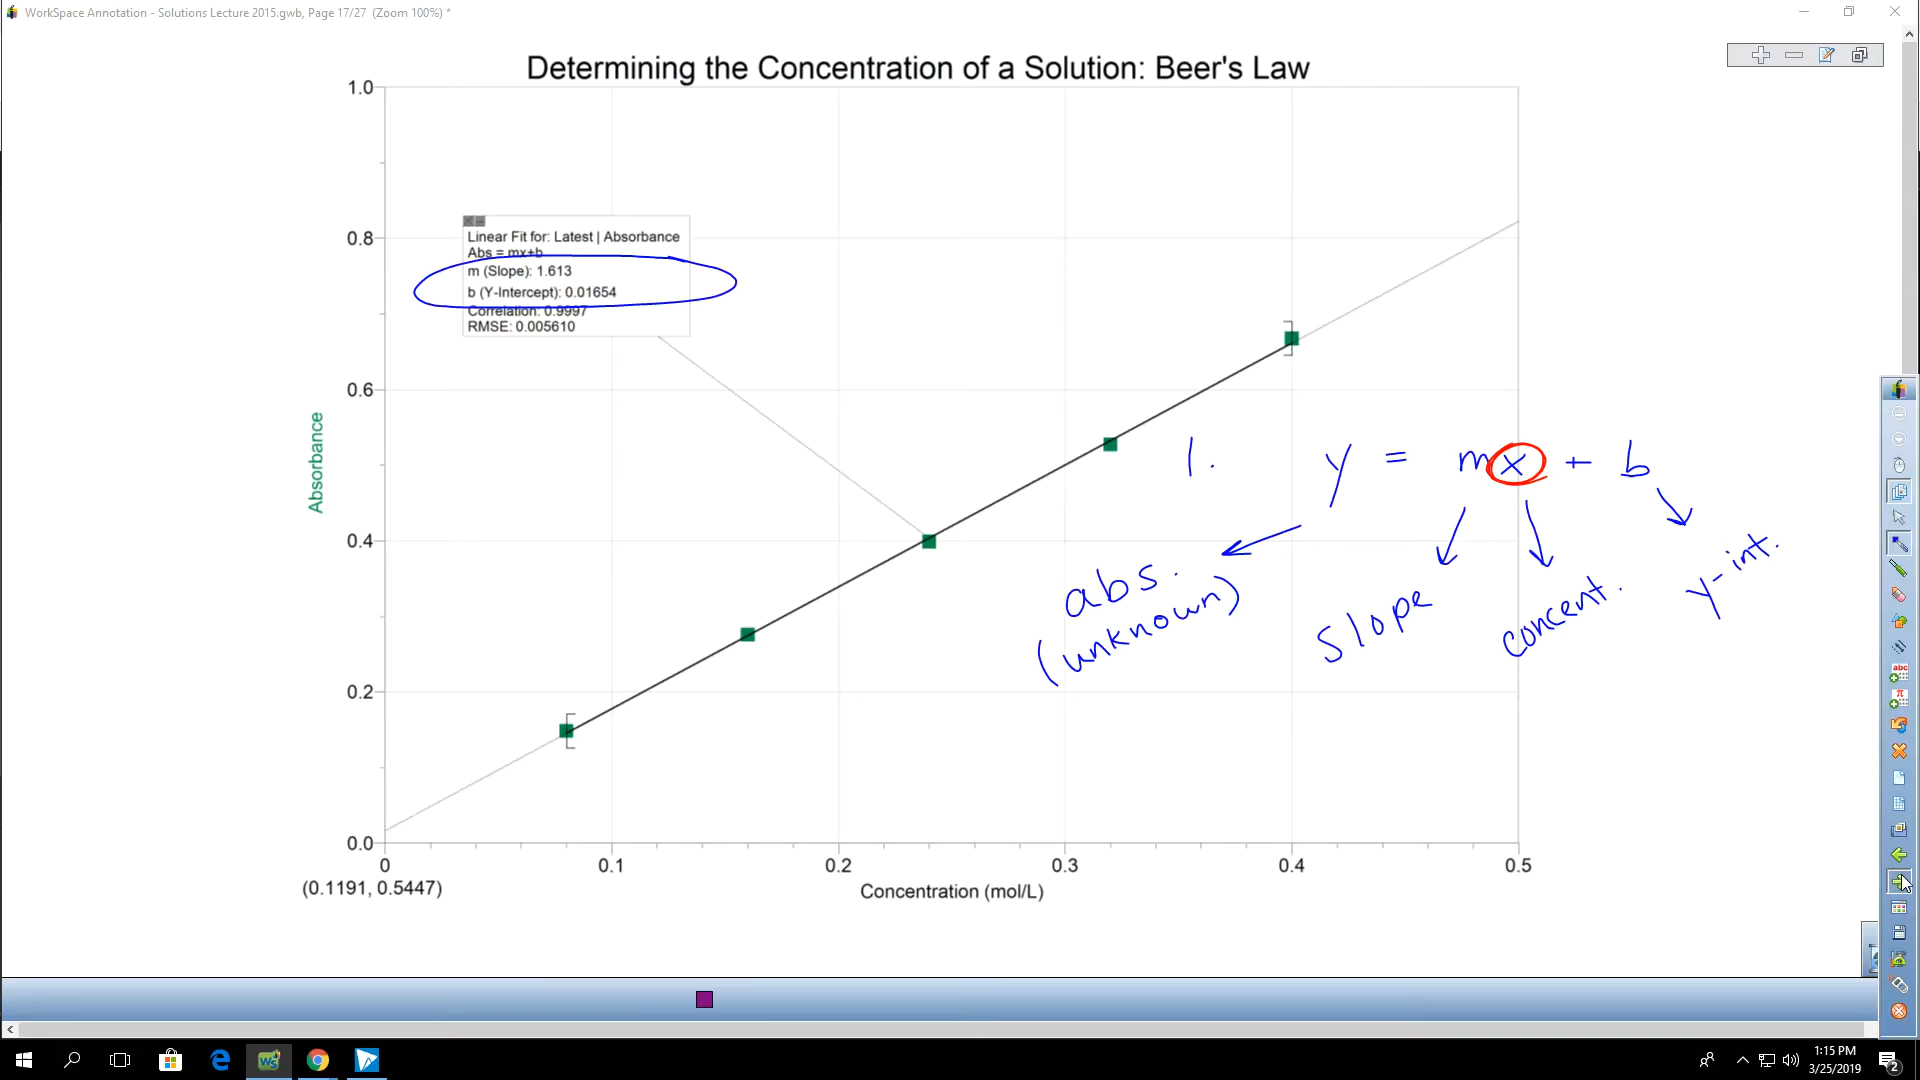 WorkSpace Annotation - Solutions Lecture 2015.gwb, Page 17/27 (Zoom 100%) *
Determining the Concentration of a Solution: Beer's Law
1.0
0.8
0.6
0.4
0.2
0.0
Absorbance
Linear Fit for: Latest | Absorbance
Abs = mx+b
m (Slope): 1.613
b (Y-Intercept): 0.01654
Correlation: 0.9997
RMSE: 0.005610
1. y = mx + b
abs.
(unknown)
slope
concent.
y-int.
0 0.1 0.2 0.3 0.4 0.5
(0.1191, 0.5447)
Concentration (mol/L)
abc
π
WS
1:15 PM
3/25/2019
2